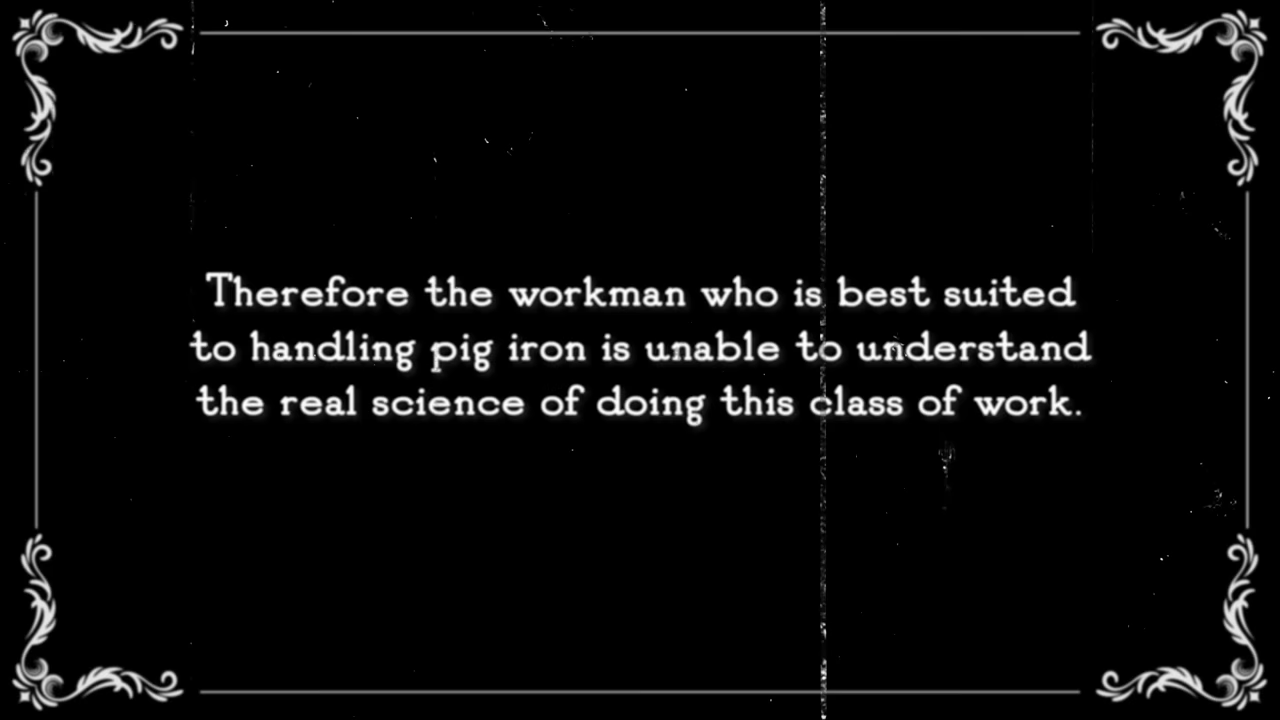 Therefore the workman who is best suited
to handling pig iron is unable to understand
the real science of doing this class of work.